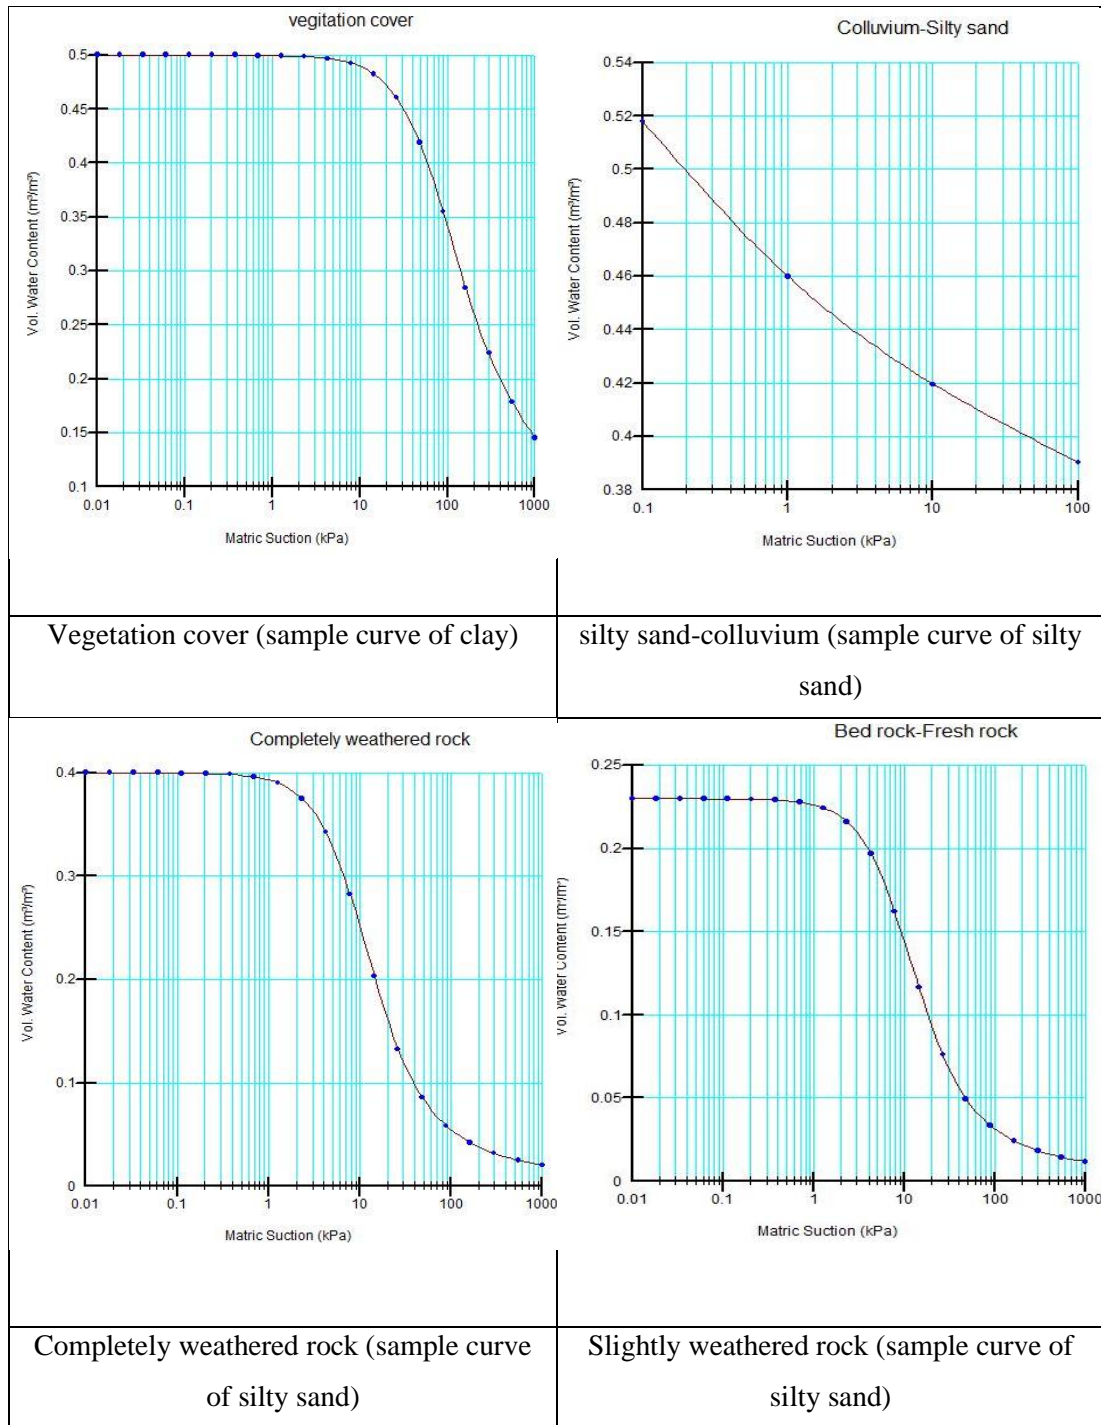 vegitation cover
0.5
0.45
0.4
0.35
0.3
0.25
0.2
0.15
0.1
Vol. Water Content (m³/m³)
0.01 0.1 1 10 100 1000
Matric Suction (kPa)
Colluvium-Silty sand
0.54
0.52
0.5
0.48
0.46
0.44
0.42
0.4
0.38
Vol. Water Content (m³/m³)
0.1 1 10 100
Matric Suction (kPa)
Vegetation cover (sample curve of clay)
silty sand-colluvium (sample curve of silty
sand)
Completely weathered rock
0.4
0.3
0.2
0.1
0
Vol. Water Content (m³/m³)
0.01 0.1 1 10 100 1000
Matric Suction (kPa)
Bed rock-Fresh rock
0.25
0.2
0.15
0.1
0.05
0
Vol. Water Content (m³/m³)
0.01 0.1 1 10 100 1000
Matric Suction (kPa)
Completely weathered rock (sample curve
of silty sand)
Slightly weathered rock (sample curve of
silty sand)